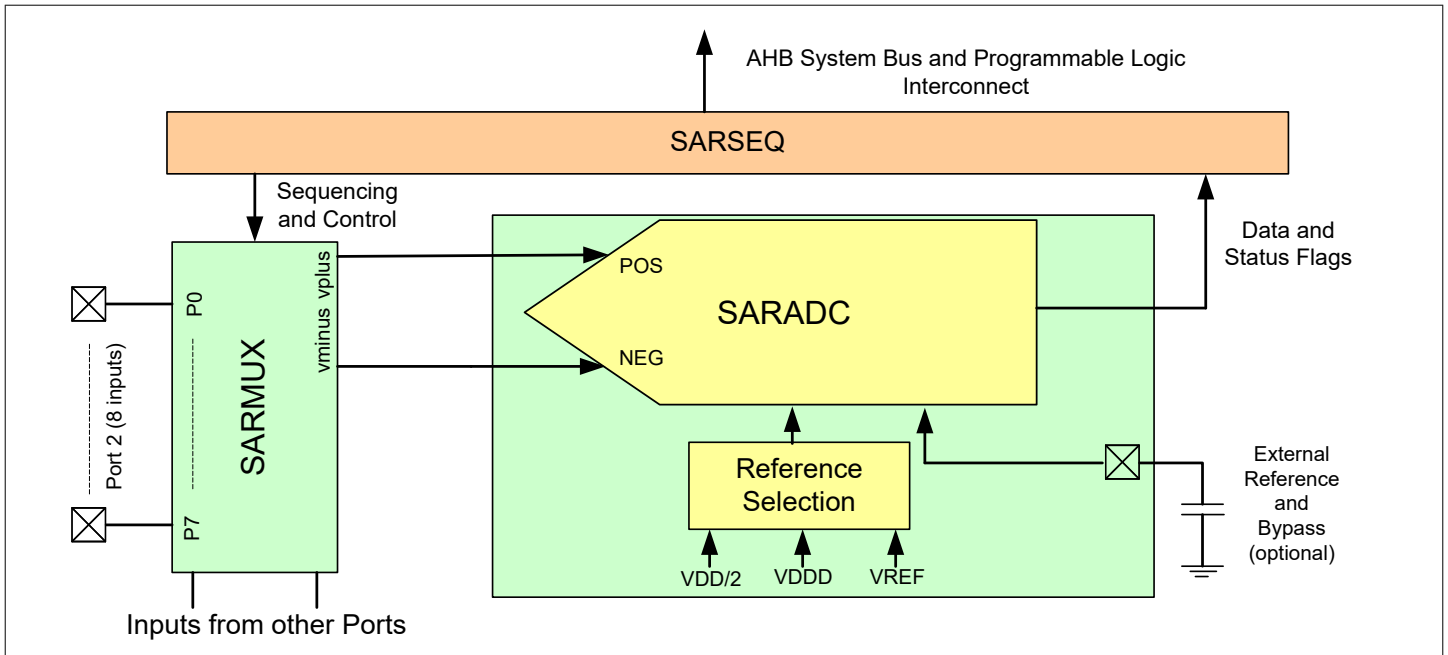 AHB System Bus and Programmable Logic
Interconnect
SARSEQ
Sequencing
and Control
Data and
Status Flags
vminus vplus
P0
P7
Port 2 (8 inputs)
SARMUX
POS
NEG
SARADC
Reference
Selection
VDD/2
VDDD
VREF
External
Reference
and
Bypass
(optional)
Inputs from other Ports